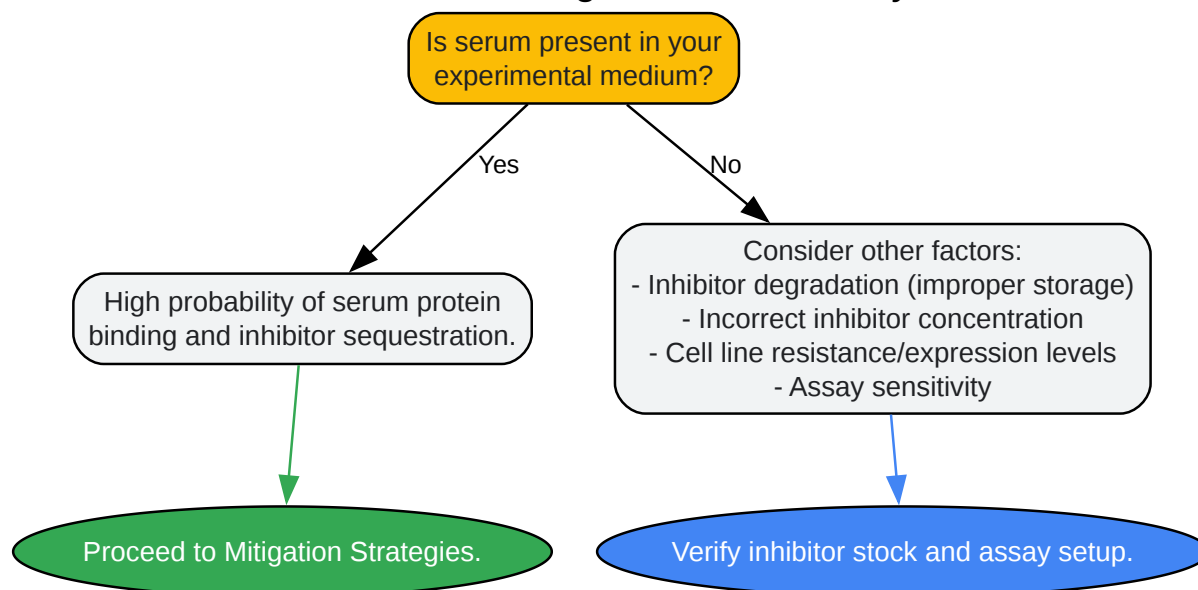 Is serum present in your
experimental medium?
Yes
No
High probability of serum protein
binding and inhibitor sequestration.
Consider other factors:
- Inhibitor degradation (improper storage)
- Incorrect inhibitor concentration
- Cell line resistance/expression levels
- Assay sensitivity
Proceed to Mitigation Strategies.
Verify inhibitor stock and assay setup.